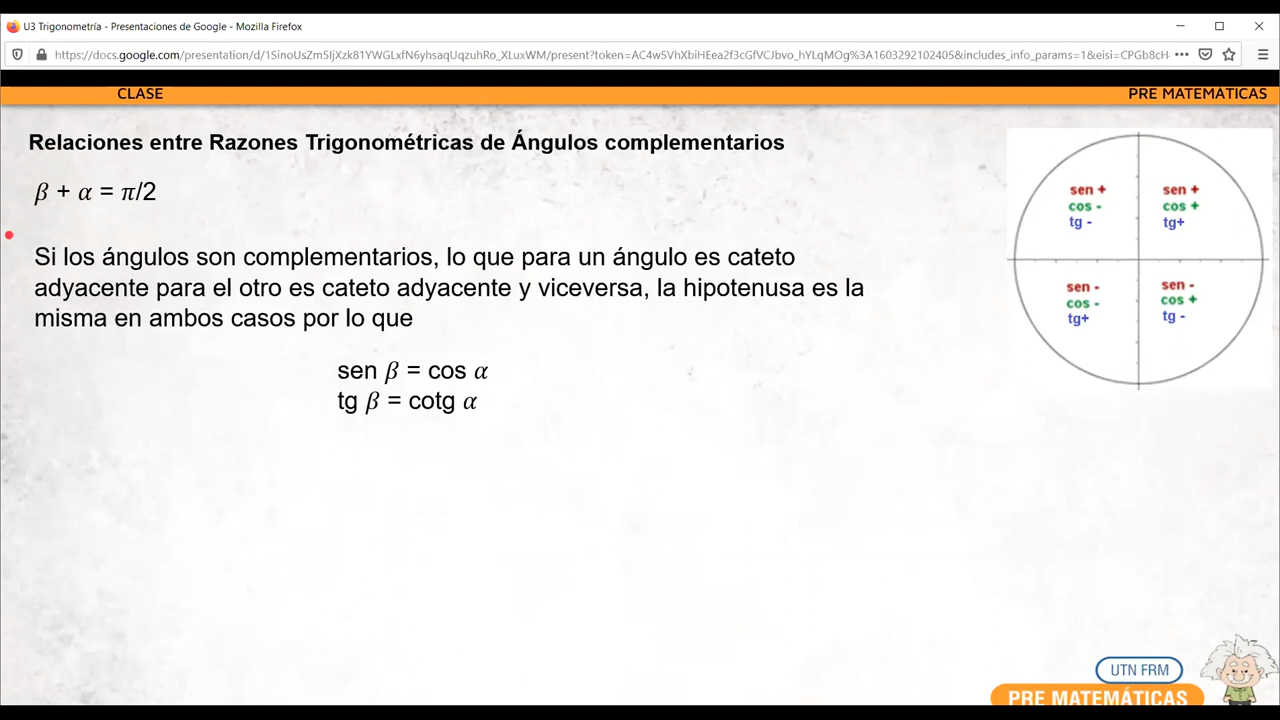 U3 Trigonometría - Presentaciones de Google - Mozilla Firefox
https://docs.google.com/presentation/d/1SinoUsZm5IjXzk81YWGLxfN6yhsaqUqzuhRo_XLuxWM/present?token=AC4w5VhXbiHEea2f3cGfVCJbvo_hYLqMOg%3A1603292102405&includes_info_params=1&eisi=CPGb8cH
CLASE
PRE MATEMÁTICAS
Relaciones entre Razones Trigonométricas de Ángulos complementarios
β + α = π/2
Si los ángulos son complementarios, lo que para un ángulo es cateto
adyacente para el otro es cateto adyacente y viceversa, la hipotenusa es la
misma en ambos casos por lo que
sen β = cos α
tg β = cotg α
sen +
cos -
tg -
sen +
cos +
tg+
sen -
cos -
tg+
sen -
cos +
tg -
UTN FRM
PRE MATEMÁTICAS